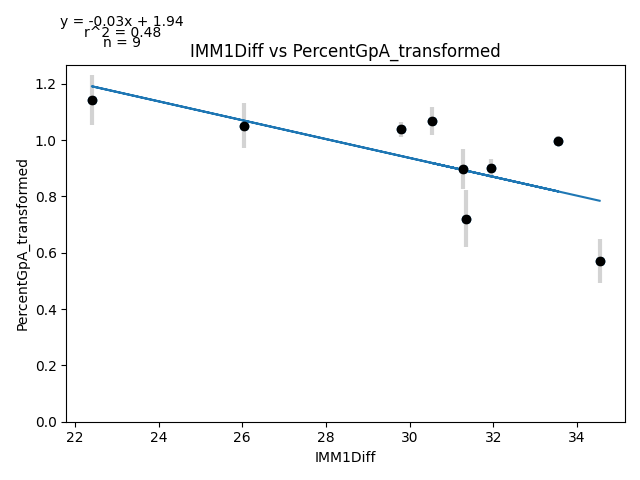 y = -0.03x + 1.94
r^2 = 0.48
n = 9
IMM1Diff vs PercentGpA_transformed
PercentGpA_transformed
1.2
1.0
0.8
0.6
0.4
0.2
0.0
22
24
26
28
30
32
34
IMM1Diff